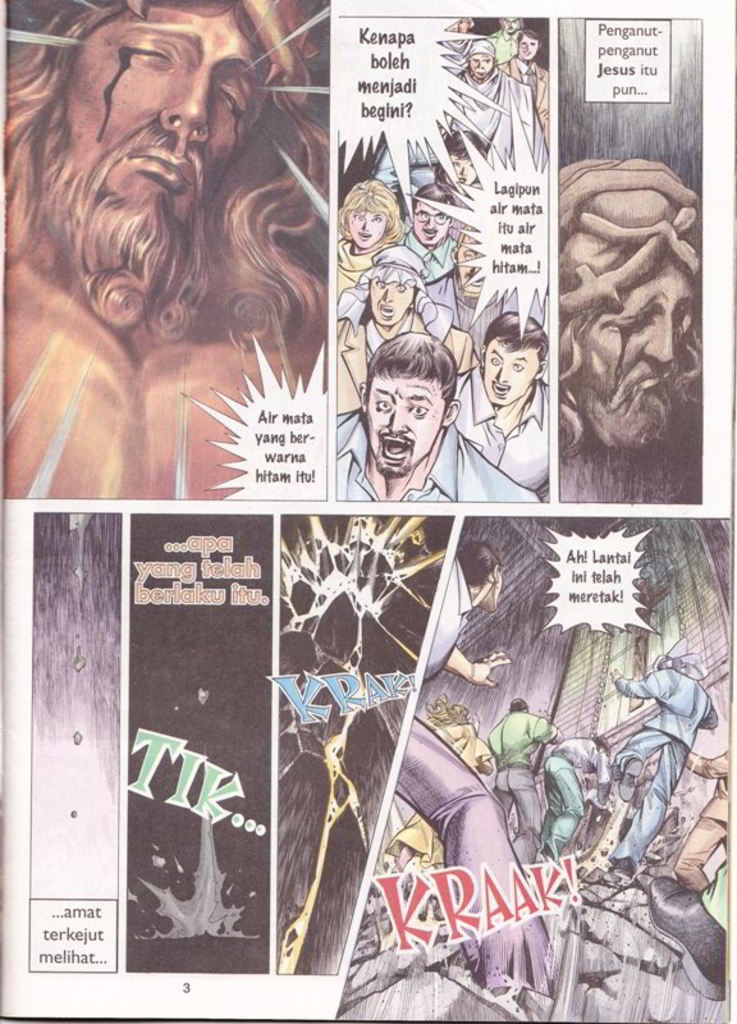 Air mata
yang ber-
warna
hitam itu!
Kenapa
boleh
menjadi
begini?
Lagipun
air mata
itu air
mata
hitam...!
Penganut-
penganut
Jesus itu
pun...
...amat
terkejut
melihat...
...apa
yang telah
berlaku itu.
TIK...
KRAK!
Ah! Lantai
ini telah
meretak!
KRAAK!
3